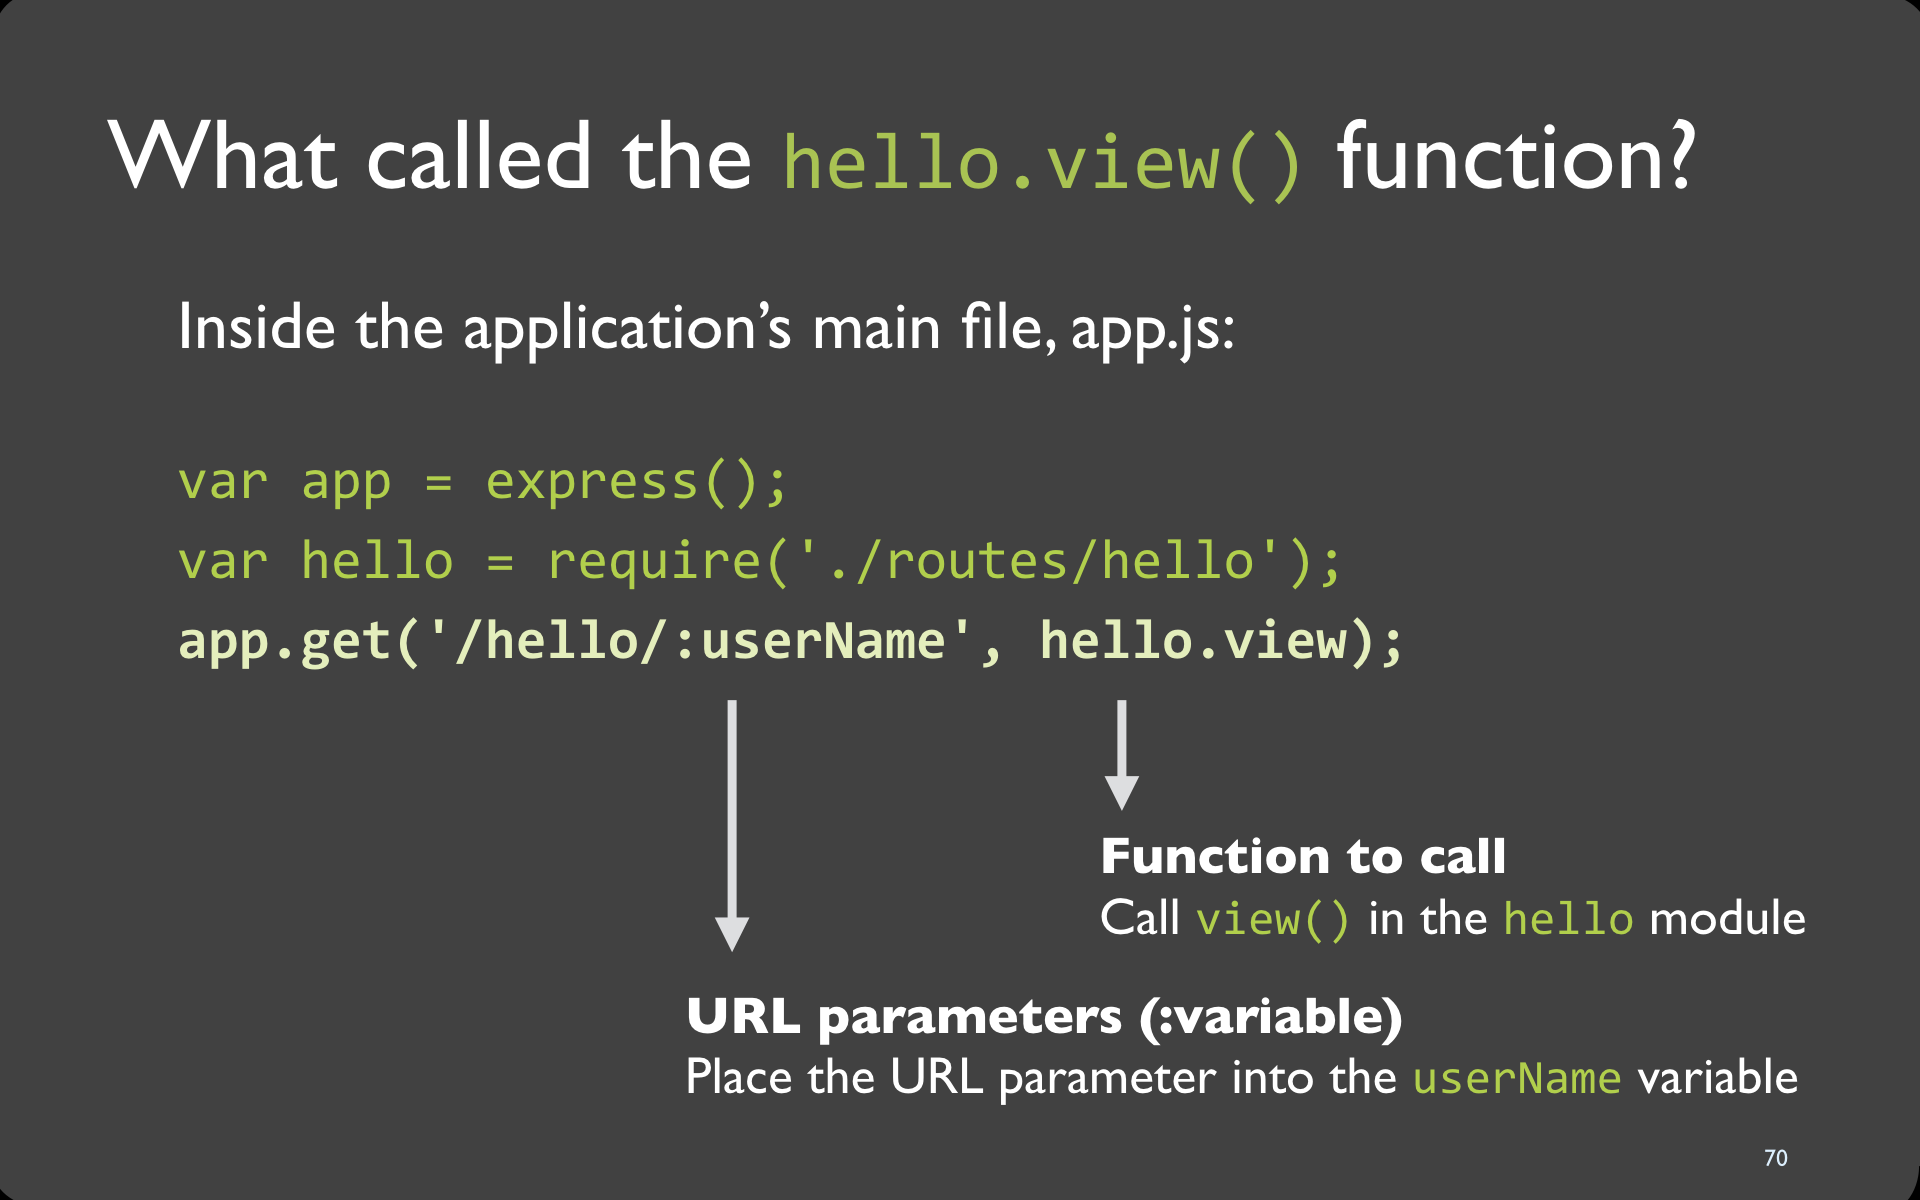 What called the hello.view() function?
Inside the application’s main file, app.js:
var app = express();
var hello = require('./routes/hello');
app.get('/hello/:userName', hello.view);
Function to call
Call view() in the hello module
URL parameters (:variable)
Place the URL parameter into the userName variable
70